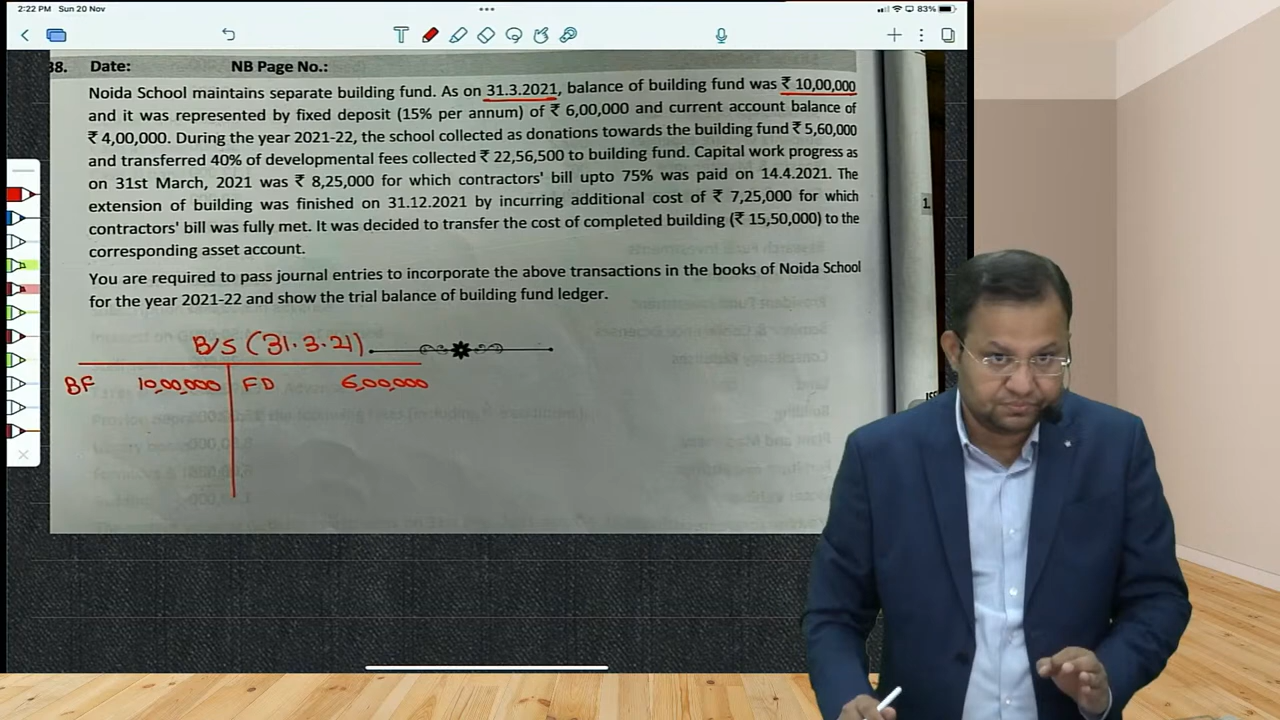 2:22 PM Sun 20 Nov
83%
38. Date: NB Page No.:
Noida School maintains separate building fund. As on 31.3.2021, balance of building fund was ₹ 10,00,000
and it was represented by fixed deposit (15% per annum) of ₹ 6,00,000 and current account balance of
₹ 4,00,000. During the year 2021-22, the school collected as donations towards the building fund ₹ 5,60,000
and transferred 40% of developmental fees collected ₹ 22,56,500 to building fund. Capital work progress as
on 31st March, 2021 was ₹ 8,25,000 for which contractors' bill upto 75% was paid on 14.4.2021. The
extension of building was finished on 31.12.2021 by incurring additional cost of ₹ 7,25,000 for which
contractors' bill was fully met. It was decided to transfer the cost of completed building (₹ 15,50,000) to the
corresponding asset account.
You are required to pass journal entries to incorporate the above transactions in the books of Noida School
for the year 2021-22 and show the trial balance of building fund ledger.
B/S (31.3.21)
BF 10,00,000 FD 6,00,000
1.